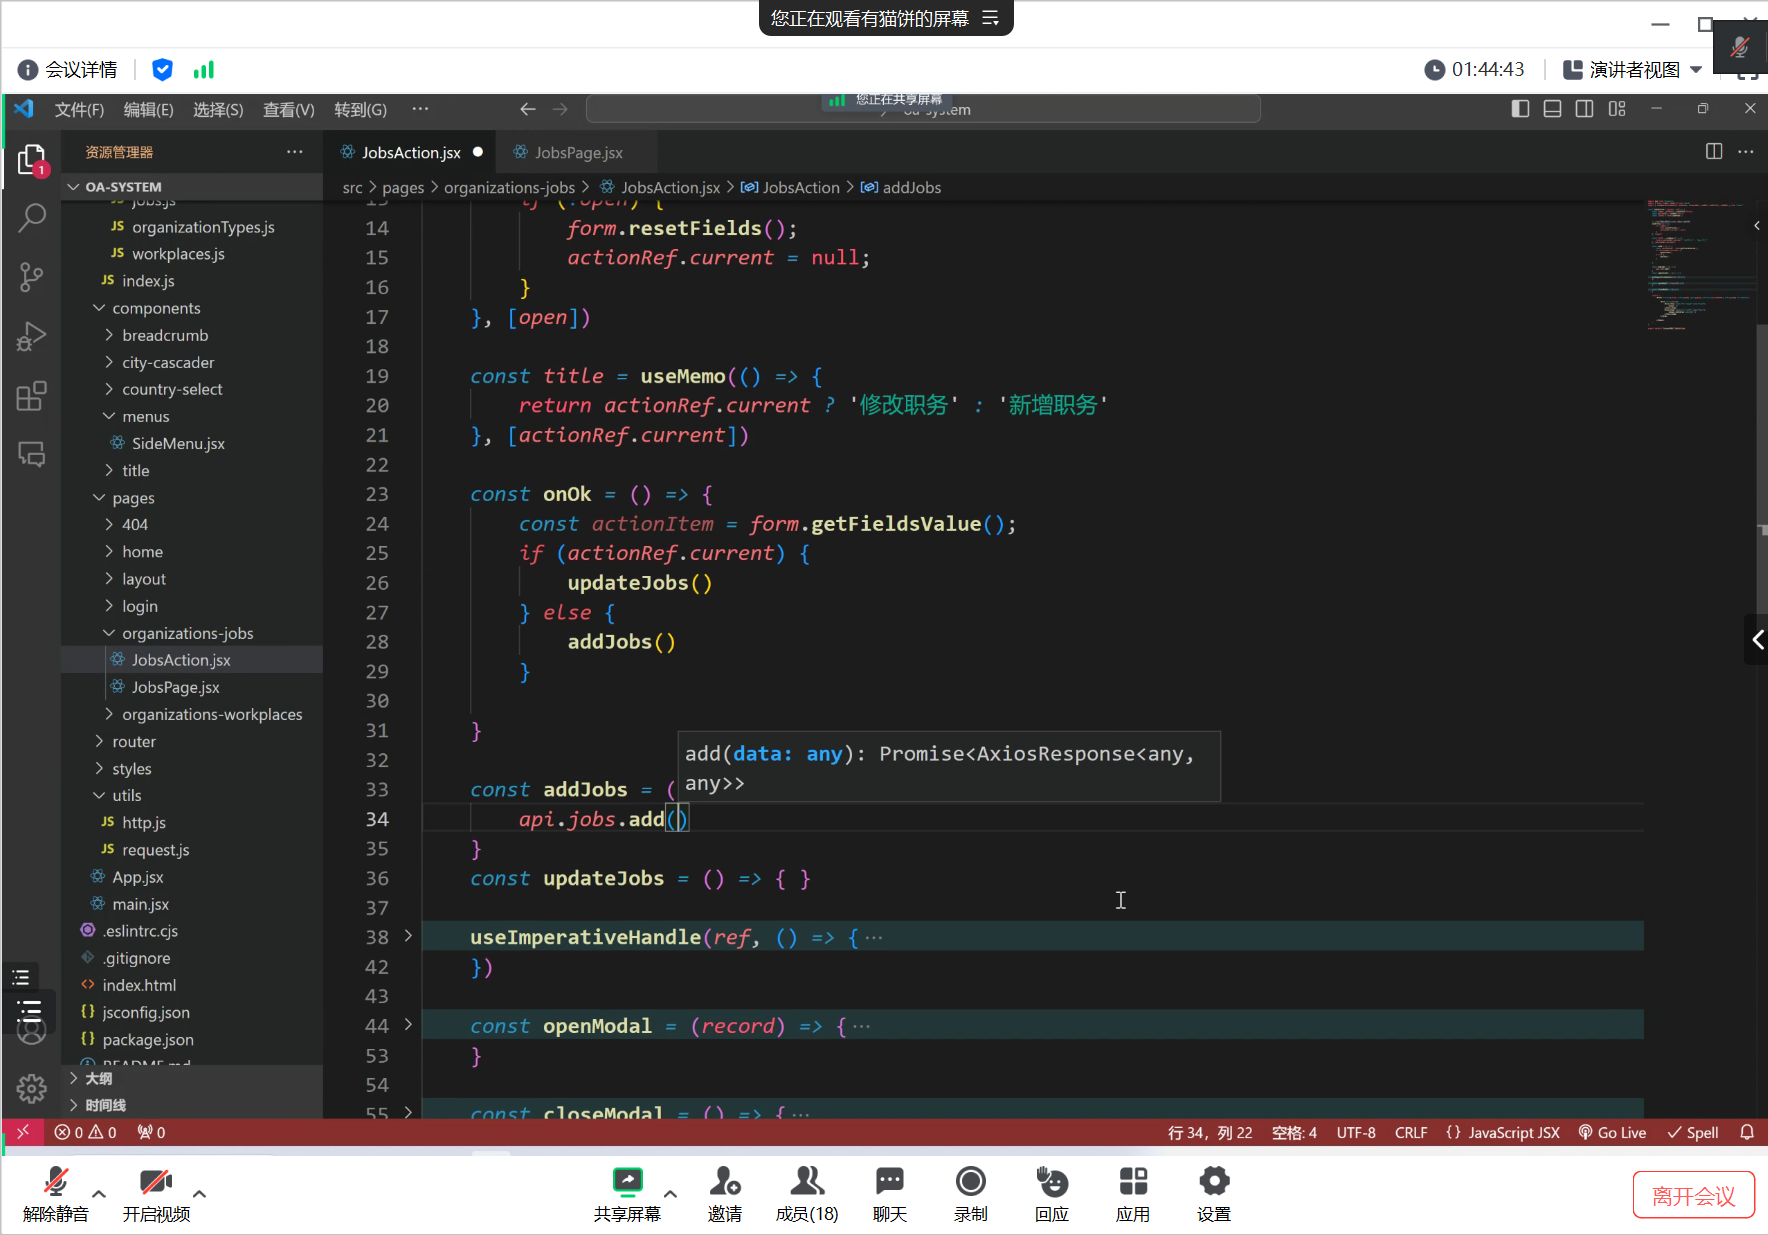 您正在观看有猫饼的屏幕
会议详情
01:44:43
演讲者视图
文件(F) 编辑(E) 选择(S) 查看(V) 转到(G) ···
您正在共享屏幕
oa-system
资源管理器 ···
JobsAction.jsx
JobsPage.jsx
···
OA-SYSTEM
src > pages > organizations-jobs > JobsAction.jsx > JobsAction > addJobs
jobs.js
JS organizationTypes.js
JS workplaces.js
JS index.js
components
breadcrumb
city-cascader
country-select
menus
SideMenu.jsx
title
pages
404
home
layout
login
organizations-jobs
JobsAction.jsx
JobsPage.jsx
organizations-workplaces
router
styles
utils
JS http.js
JS request.js
App.jsx
main.jsx
.eslintrc.cjs
.gitignore
<> index.html
{} jsconfig.json
{} package.json
README.md
大纲
时间线
13 if (!open) {
14 form.resetFields();
15 actionRef.current = null;
16 }
17 }, [open])
18
19 const title = useMemo(() => {
20 return actionRef.current ? '修改职务' : '新增职务'
21 }, [actionRef.current])
22
23 const onOk = () => {
24 const actionItem = form.getFieldsValue();
25 if (actionRef.current) {
26 updateJobs()
27 } else {
28 addJobs()
29 }
30
31 }
32
add(data: any): Promise<AxiosResponse<any,
any>>
33 const addJobs = (
34 api.jobs.add()
35 }
36 const updateJobs = () => { }
37
38 useImperativeHandle(ref, () => {···
42 })
43
44 const openModal = (record) => {···
53 }
54
55 const closeModal = () => {···
0 0 0
行 34，列 22 空格: 4 UTF-8 CRLF {} JavaScript JSX Go Live Spell
解除静音
开启视频
共享屏幕
邀请
成员(18)
聊天
录制
回应
应用
设置
离开会议
1